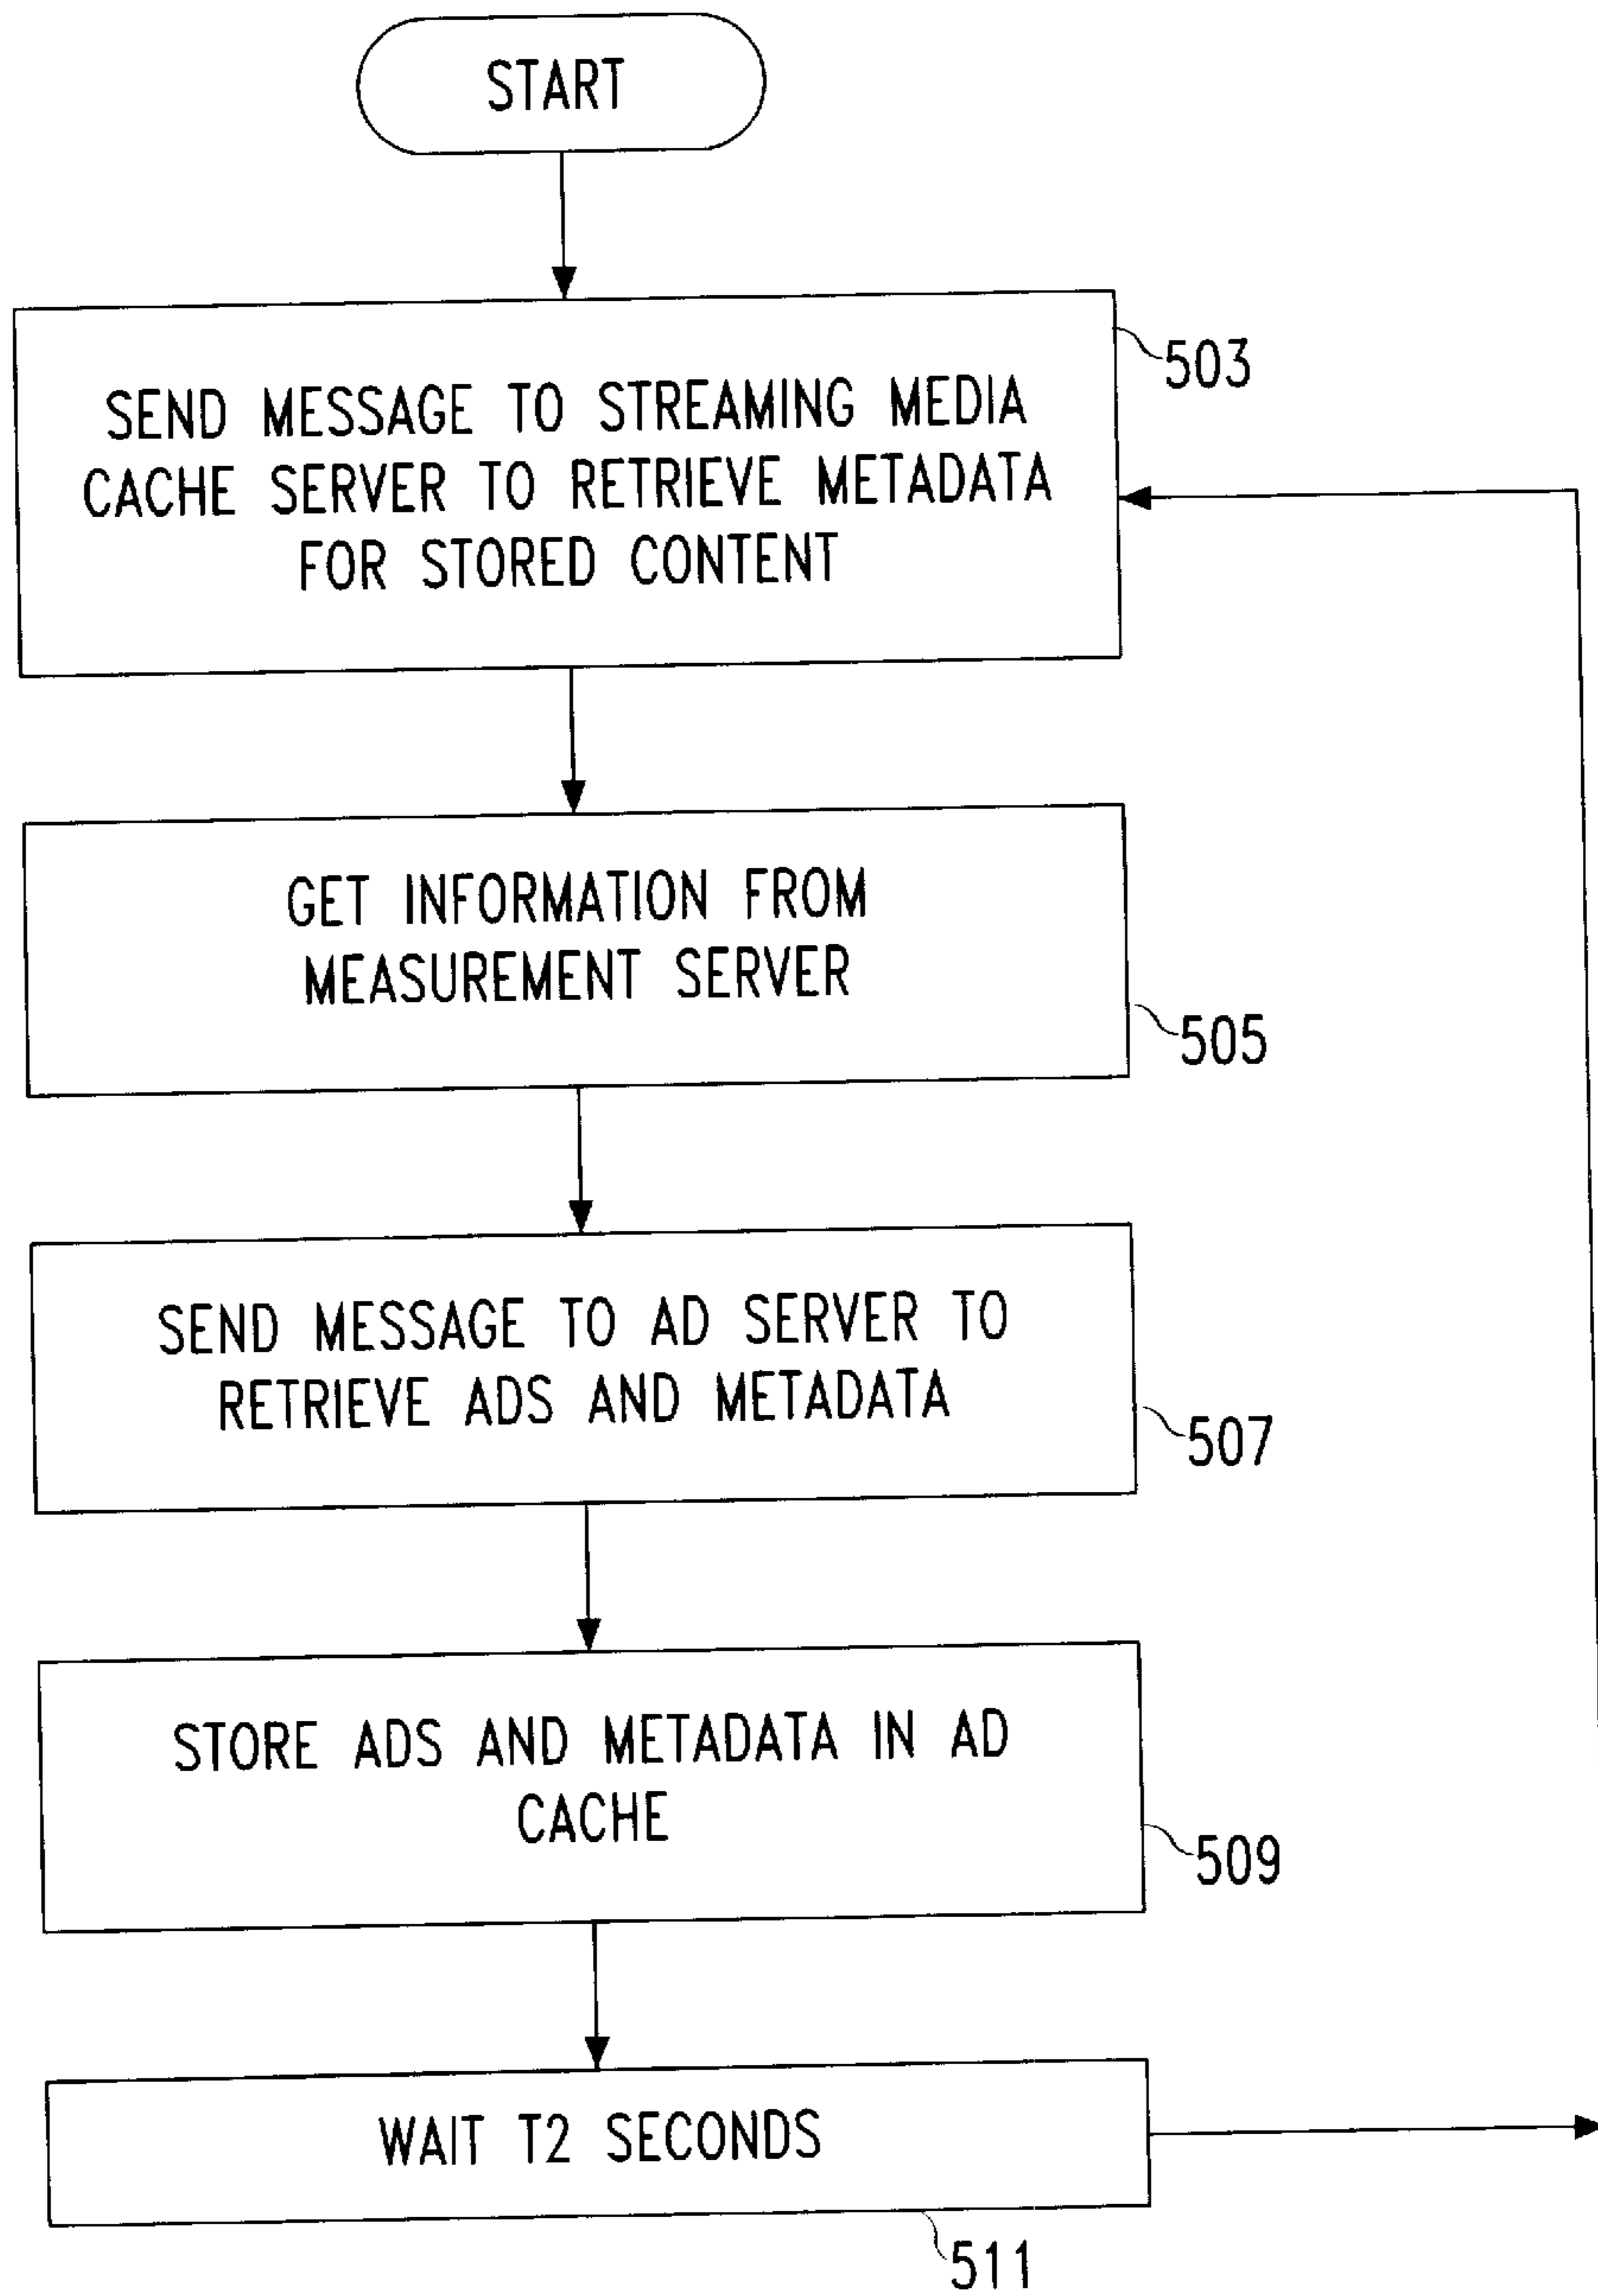 START
503
SEND MESSAGE TO STREAMING MEDIA
CACHE SERVER TO RETRIEVE METADATA
FOR STORED CONTENT
GET INFORMATION FROM
MEASUREMENT SERVER
505
SEND MESSAGE TO AD SERVER TO
RETRIEVE ADS AND METADATA
507
STORE ADS AND METADATA IN AD
CACHE
509
WAIT T2 SECONDS
511